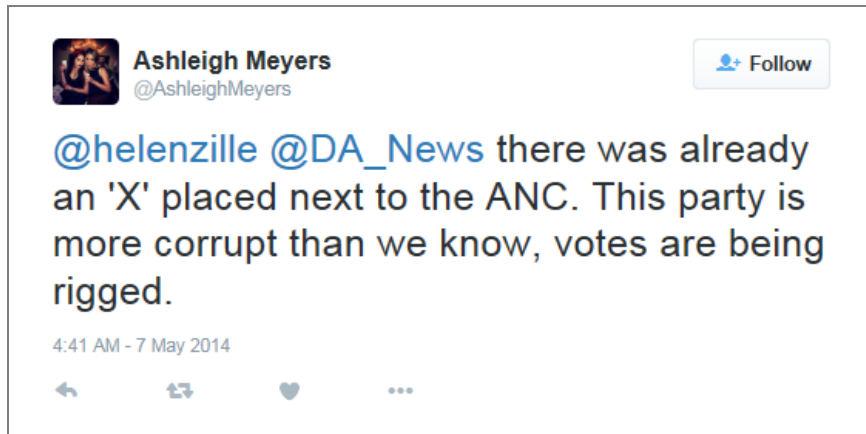 Ashleigh Meyers
@AshleighMeyers
Follow
@helenzille @DA_News there was already
an 'X' placed next to the ANC. This party is
more corrupt than we know, votes are being
rigged.
4:41 AM - 7 May 2014